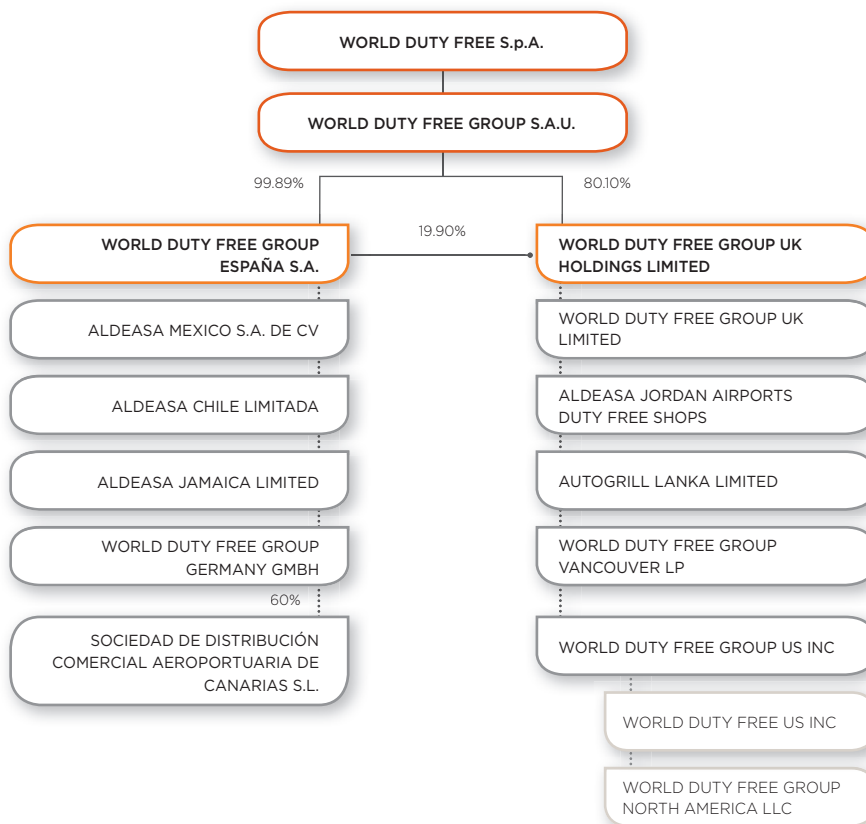 WORLD DUTY FREE S.p.A.
WORLD DUTY FREE GROUP S.A.U.
99.89%
80.10%
WORLD DUTY FREE GROUP
ESPAÑA S.A.
19.90%
WORLD DUTY FREE GROUP UK
HOLDINGS LIMITED
ALDEASA MEXICO S.A. DE CV
WORLD DUTY FREE GROUP UK
LIMITED
ALDEASA CHILE LIMITADA
ALDEASA JORDAN AIRPORTS
DUTY FREE SHOPS
ALDEASA JAMAICA LIMITED
AUTOGRILL LANKA LIMITED
WORLD DUTY FREE GROUP
GERMANY GMBH
WORLD DUTY FREE GROUP
VANCOUVER LP
60%
SOCIEDAD DE DISTRIBUCIÓN
COMERCIAL AEROPORTUARIA DE
CANARIAS S.L.
WORLD DUTY FREE GROUP US INC
WORLD DUTY FREE US INC
WORLD DUTY FREE GROUP
NORTH AMERICA LLC